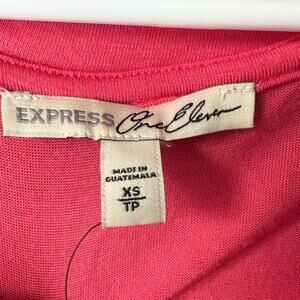 EXPRESS One Eleven
MADE IN
GUATEMALA
XS
TP